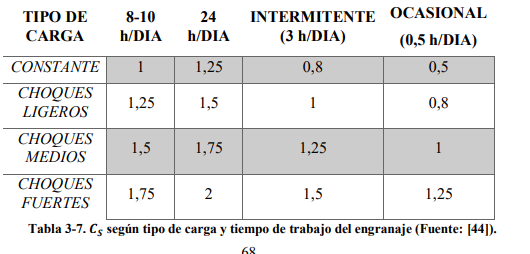 TIPO DE CARGA 8-10 h/DIA 24 h/DIA INTERMITENTE (3 h/DIA) OCASIONAL (0,5 h/DIA)
CONSTANTE 1 1,25 0,8 0,5
CHOQUES LIGEROS 1,25 1,5 1 0,8
CHOQUES MEDIOS 1,5 1,75 1,25 1
CHOQUES FUERTES 1,75 2 1,5 1,25
Tabla 3-7. Cₛ según tipo de carga y tiempo de trabajo del engranaje (Fuente: [44]).
68